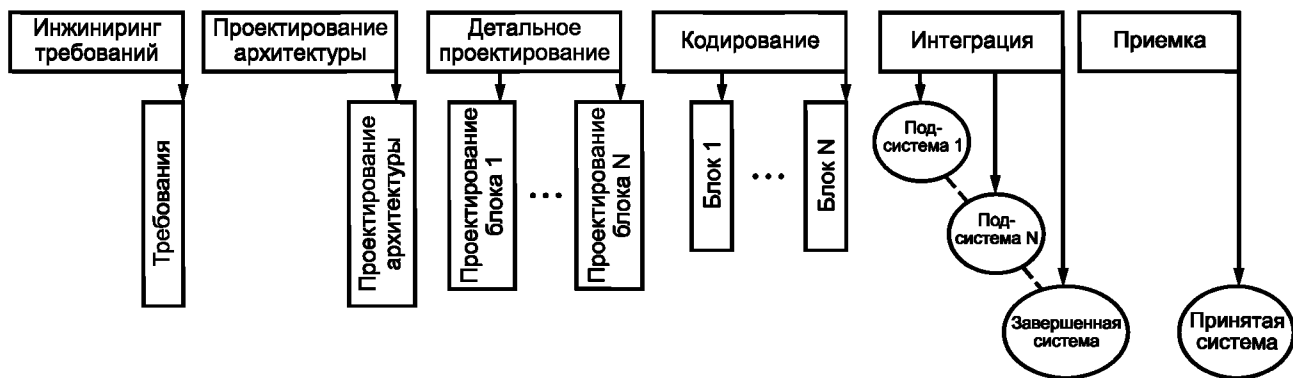 Инжиниринг
требований
Проектирование
архитектуры
Детальное
проектирование
Кодирование
Интеграция
Приемка
Требования
Проектирование
архитектуры
Проектирование
блока 1
...
Проектирование
блока N
Блок 1
...
Блок N
Под-
система 1
Под-
система N
Завершенная
система
Принятая
система